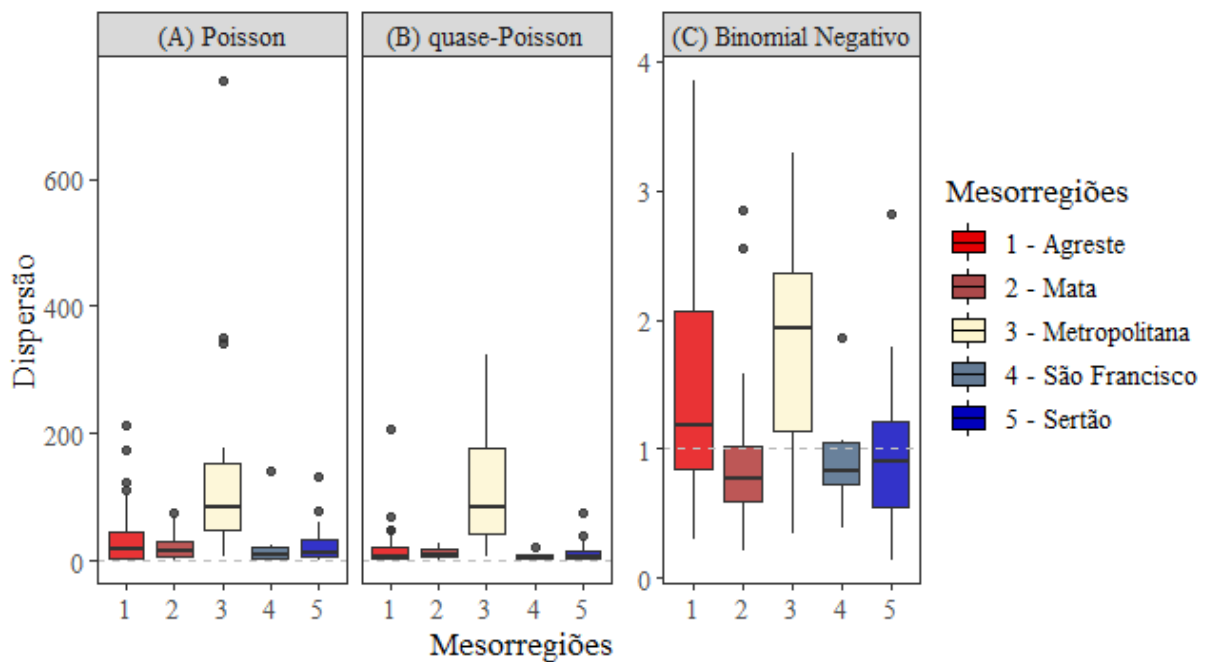 (A) Poisson
(B) quase-Poisson
(C) Binomial Negativo
Dispersão
600
400
200
0
4
3
2
1
0
1 2 3 4 5
1 2 3 4 5
1 2 3 4 5
Mesorregiões
Mesorregiões
1 - Agreste
2 - Mata
3 - Metropolitana
4 - São Francisco
5 - Sertão